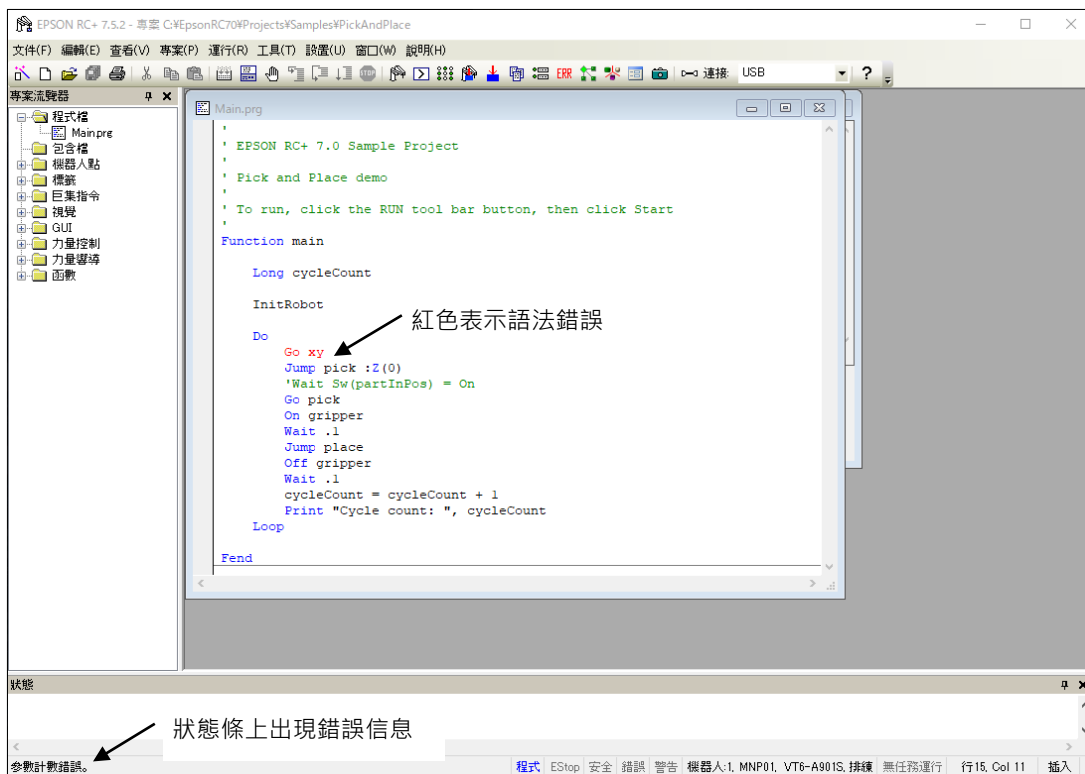 EPSON RC+ 7.5.2 - 專案 C:¥EpsonRC70¥Projects¥Samples¥PickAndPlace
文件(F) 編輯(E) 查看(V) 專案(P) 運行(R) 工具(T) 設置(U) 窗口(W) 說明(H)
ERR 連接: USB ?
專案流覽器
程式檔
Main.prg
包含檔
機器人點
標籤
巨集指令
視覺
GUI
力量控制
力量嚮導
函數
Main.prg
'
' EPSON RC+ 7.0 Sample Project
'
' Pick and Place demo
'
' To run, click the RUN tool bar button, then click Start
'
Function main
Long cycleCount
InitRobot
紅色表示語法錯誤
Do
Go xy
Jump pick :Z(0)
'Wait Sw(partInPos) = On
Go pick
On gripper
Wait .1
Jump place
Off gripper
Wait .1
cycleCount = cycleCount + 1
Print "Cycle count: ", cycleCount
Loop
Fend
狀態
狀態條上出現錯誤信息
參數計數錯誤。
程式 EStop 安全 錯誤 警告 機器人:1, MNP01, VT6-A901S, 排練 無任務運行 行15, Col 11 插入